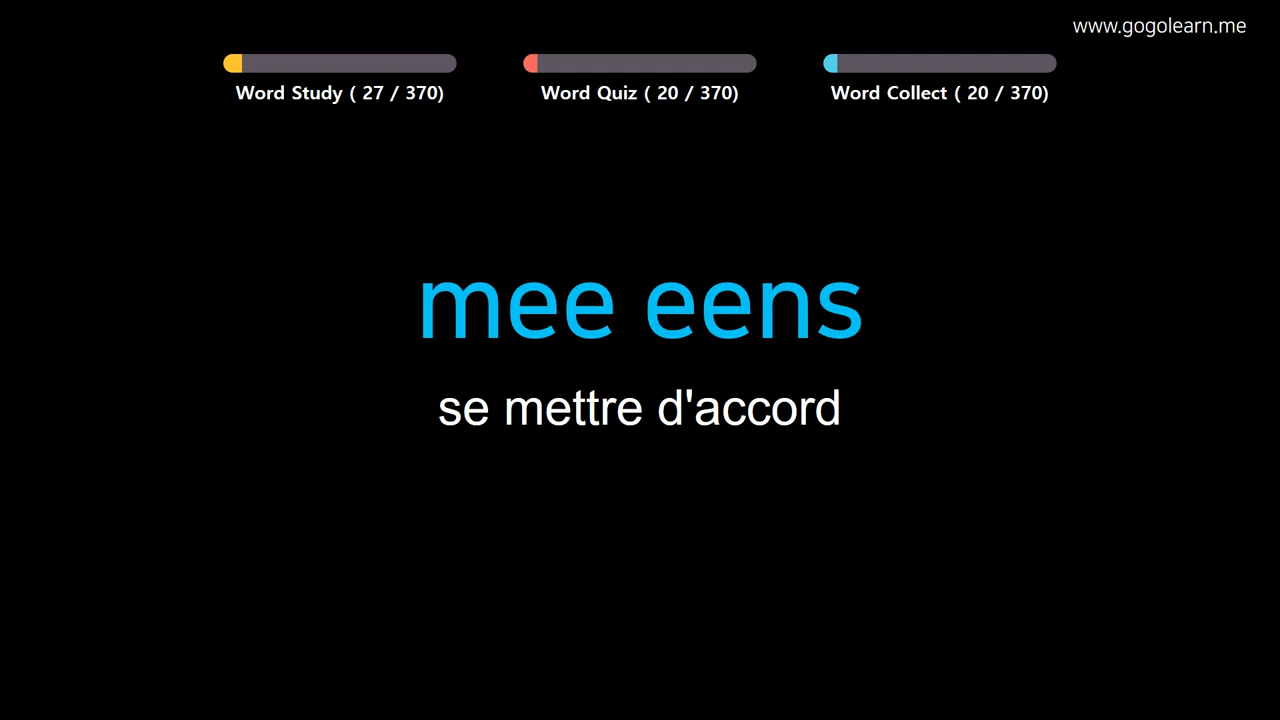 www.gogolearn.me
Word Study ( 27 / 370)
Word Quiz ( 20 / 370)
Word Collect ( 20 / 370)
mee eens
se mettre d'accord